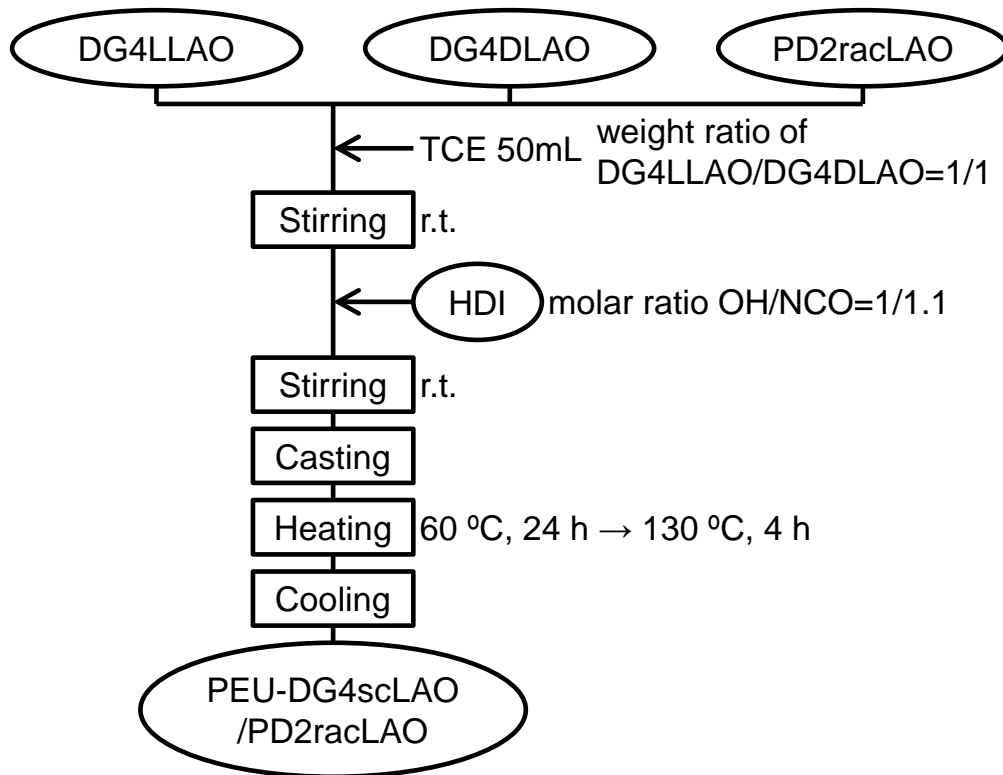 DG4LLAO
DG4DLAO
PD2racLAO
TCE 50mL
weight ratio of
DG4LLAO/DG4DLAO=1/1
Stirring r.t.
HDI molar ratio OH/NCO=1/1.1
Stirring r.t.
Casting
Heating 60 ºC, 24 h → 130 ºC, 4 h
Cooling
PEU-DG4scLAO
/PD2racLAO